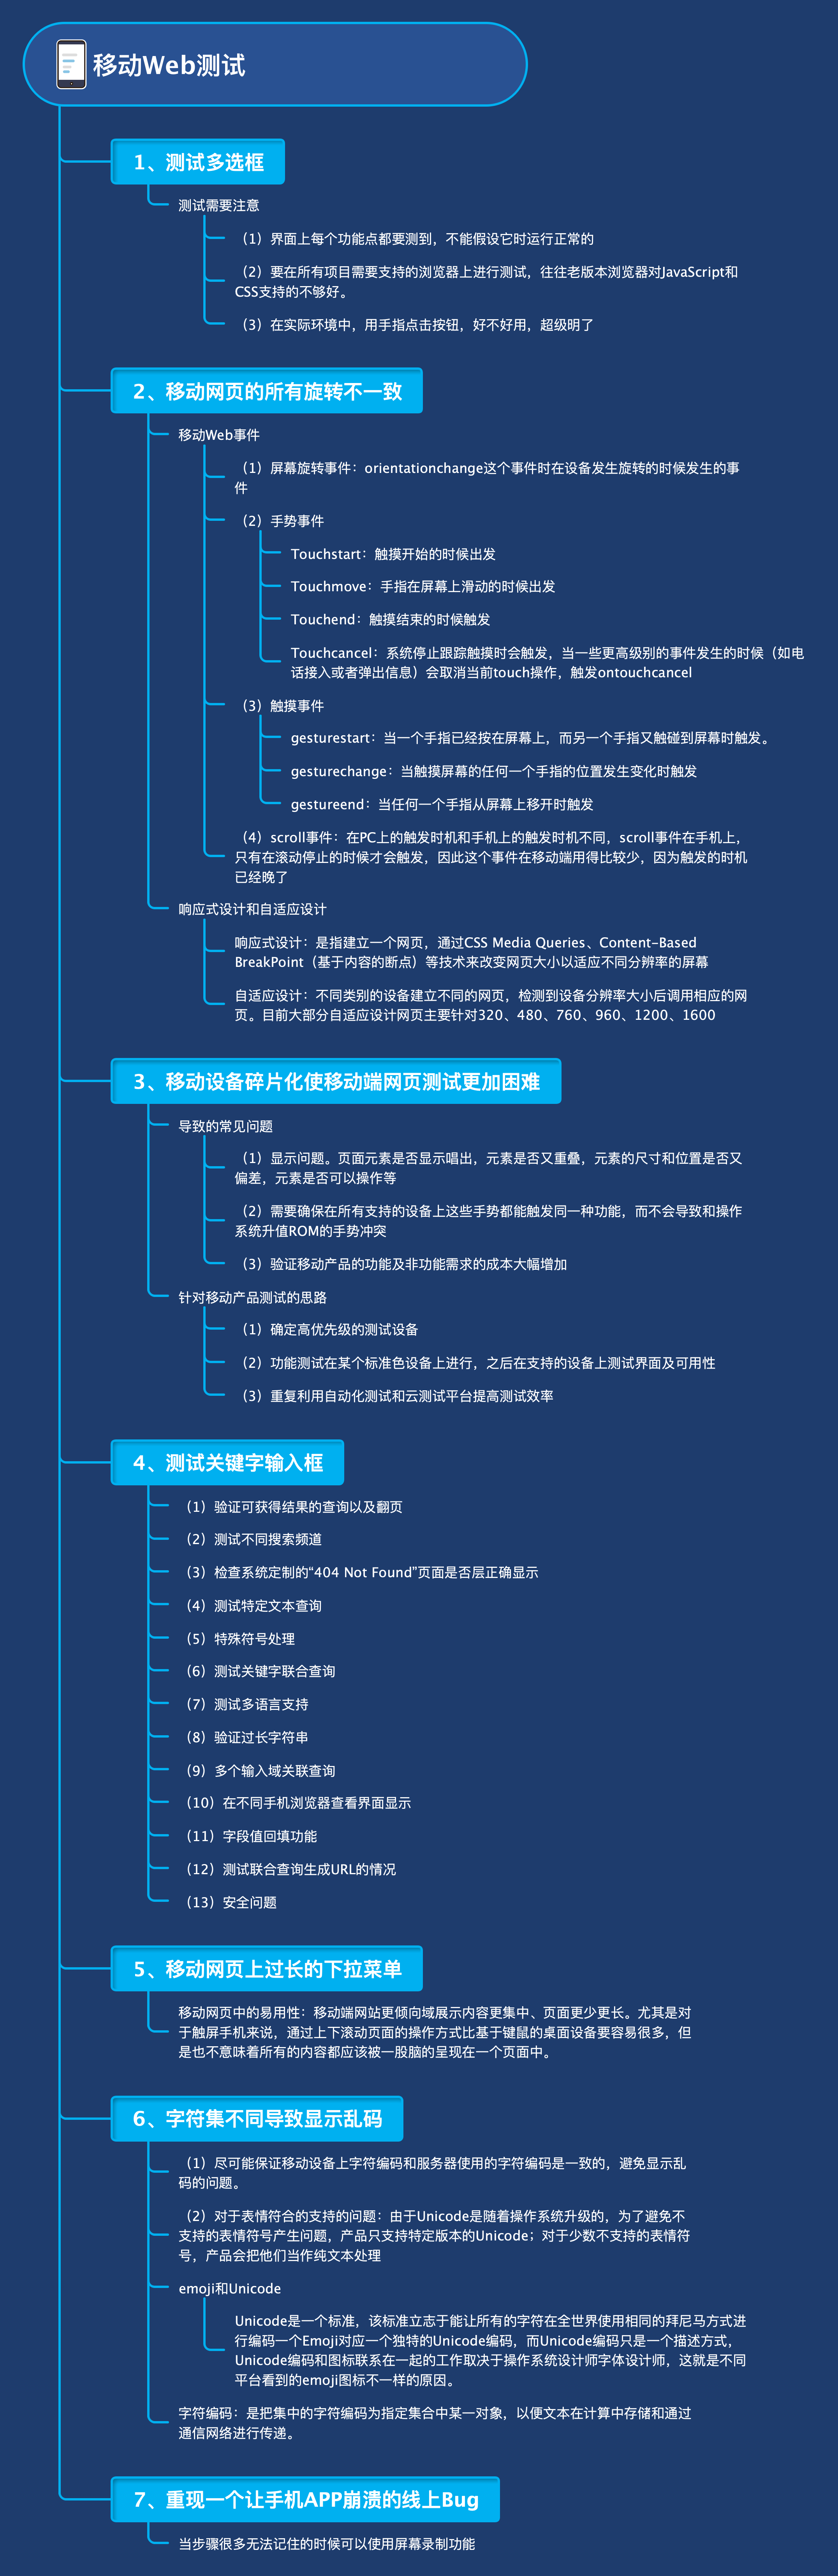 移动Web测试
1、测试多选框
测试需要注意
（1）界面上每个功能点都要测到，不能假设它时运行正常的
（2）要在所有项目需要支持的浏览器上进行测试，往往老版本浏览器对JavaScript和
CSS支持的不够好。
（3）在实际环境中，用手指点击按钮，好不好用，超级明了
2、移动网页的所有旋转不一致
移动Web事件
（1）屏幕旋转事件：orientationchange这个事件时在设备发生旋转的时候发生的事
件
（2）手势事件
Touchstart：触摸开始的时候出发
Touchmove：手指在屏幕上滑动的时候出发
Touchend：触摸结束的时候触发
Touchcancel：系统停止跟踪触摸时会触发，当一些更高级别的事件发生的时候（如电
话接入或者弹出信息）会取消当前touch操作，触发ontouchcancel
（3）触摸事件
gesturestart：当一个手指已经按在屏幕上，而另一个手指又触碰到屏幕时触发。
gesturechange：当触摸屏幕的任何一个手指的位置发生变化时触发
gestureend：当任何一个手指从屏幕上移开时触发
（4）scroll事件：在PC上的触发时机和手机上的触发时机不同，scroll事件在手机上，
只有在滚动停止的时候才会触发，因此这个事件在移动端用得比较少，因为触发的时机
已经晚了
响应式设计和自适应设计
响应式设计：是指建立一个网页，通过CSS Media Queries、Content-Based
BreakPoint（基于内容的断点）等技术来改变网页大小以适应不同分辨率的屏幕
自适应设计：不同类别的设备建立不同的网页，检测到设备分辨率大小后调用相应的网
页。目前大部分自适应设计网页主要针对320、480、760、960、1200、1600
3、移动设备碎片化使移动端网页测试更加困难
导致的常见问题
（1）显示问题。页面元素是否显示唱出，元素是否又重叠，元素的尺寸和位置是否又
偏差，元素是否可以操作等
（2）需要确保在所有支持的设备上这些手势都能触发同一种功能，而不会导致和操作
系统升值ROM的手势冲突
（3）验证移动产品的功能及非功能需求的成本大幅增加
针对移动产品测试的思路
（1）确定高优先级的测试设备
（2）功能测试在某个标准色设备上进行，之后在支持的设备上测试界面及可用性
（3）重复利用自动化测试和云测试平台提高测试效率
4、测试关键字输入框
（1）验证可获得结果的查询以及翻页
（2）测试不同搜索频道
（3）检查系统定制的“404 Not Found”页面是否层正确显示
（4）测试特定文本查询
（5）特殊符号处理
（6）测试关键字联合查询
（7）测试多语言支持
（8）验证过长字符串
（9）多个输入域关联查询
（10）在不同手机浏览器查看界面显示
（11）字段值回填功能
（12）测试联合查询生成URL的情况
（13）安全问题
5、移动网页上过长的下拉菜单
移动网页中的易用性：移动端网站更倾向域展示内容更集中、页面更少更长。尤其是对
于触屏手机来说，通过上下滚动页面的操作方式比基于键鼠的桌面设备要容易很多，但
是也不意味着所有的内容都应该被一股脑的呈现在一个页面中。
6、字符集不同导致显示乱码
（1）尽可能保证移动设备上字符编码和服务器使用的字符编码是一致的，避免显示乱
码的问题。
（2）对于表情符合的支持的问题：由于Unicode是随着操作系统升级的，为了避免不
支持的表情符号产生问题，产品只支持特定版本的Unicode；对于少数不支持的表情符
号，产品会把他们当作纯文本处理
emoji和Unicode
Unicode是一个标准，该标准立志于能让所有的字符在全世界使用相同的拜尼马方式进
行编码一个Emoji对应一个独特的Unicode编码，而Unicode编码只是一个描述方式，
Unicode编码和图标联系在一起的工作取决于操作系统设计师字体设计师，这就是不同
平台看到的emoji图标不一样的原因。
字符编码：是把集中的字符编码为指定集合中某一对象，以便文本在计算中存储和通过
通信网络进行传递。
7、重现一个让手机APP崩溃的线上Bug
当步骤很多无法记住的时候可以使用屏幕录制功能